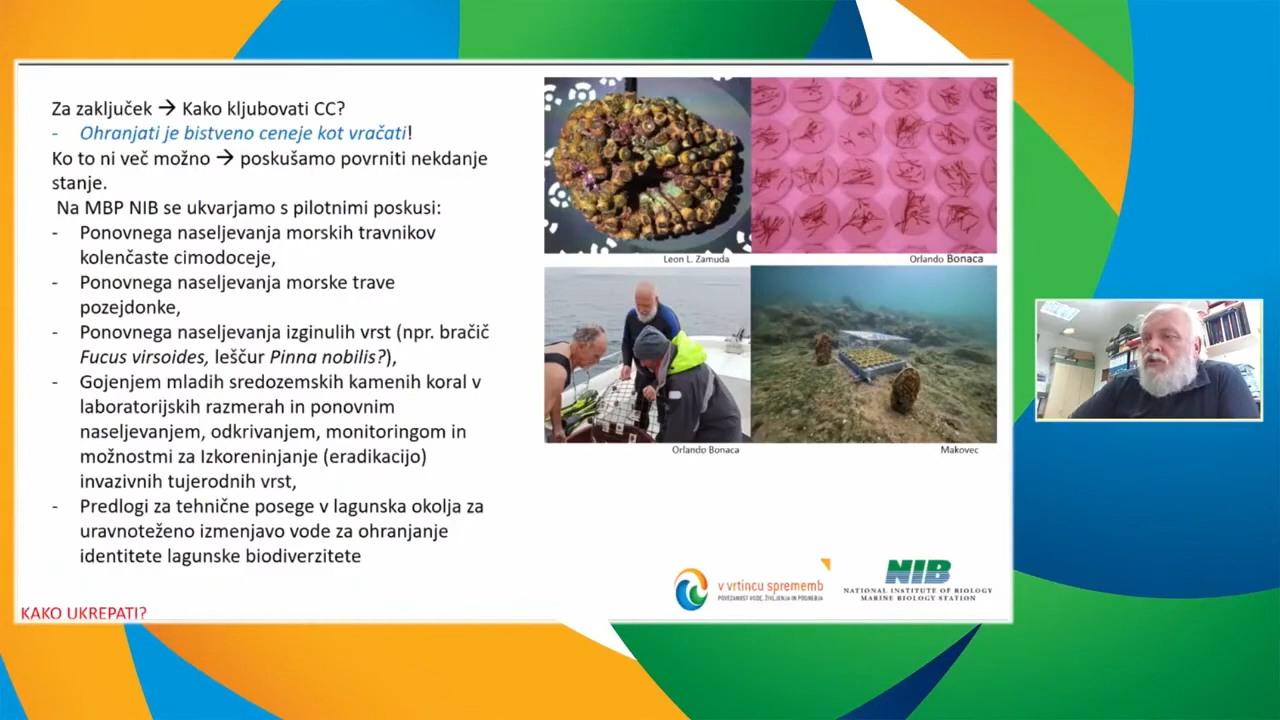 Za zaključek → Kako kljubovati CC?
- Ohranjati je bistveno ceneje kot vračati!
Ko to ni več možno → poskušamo povrniti nekdanje
stanje.
Na MBP NIB se ukvarjamo s pilotnimi poskusi:
- Ponovnega naseljevanja morskih travnikov
kolenčaste cimodoceje,
- Ponovnega naseljevanja morske trave
pozejdonke,
- Ponovnega naseljevanja izginulih vrst (npr. bračič
Fucus virsoides, leščur Pinna nobilis?),
- Gojenjem mladih sredozemskih kamenih koral v
laboratorijskih razmerah in ponovnim
naseljevanjem, odkrivanjem, monitoringom in
možnostmi za Izkoreninjanje (eradikacijo)
invazivnih tujerodnih vrst,
- Predlogi za tehnične posege v lagunska okolja za
uravnoteženo izmenjavo vode za ohranjanje
identitete lagunske biodiverzitete
KAKO UKREPATI?
Leon L. Zamuda
Orlando Bonaca
Orlando Bonaca
Makovec
v vrtincu sprememb
POVEZANOST VODE, ŽIVLJENJA IN PODNEBJA
NIB
NATIONAL INSTITUTE OF BIOLOGY
MARINE BIOLOGY STATION